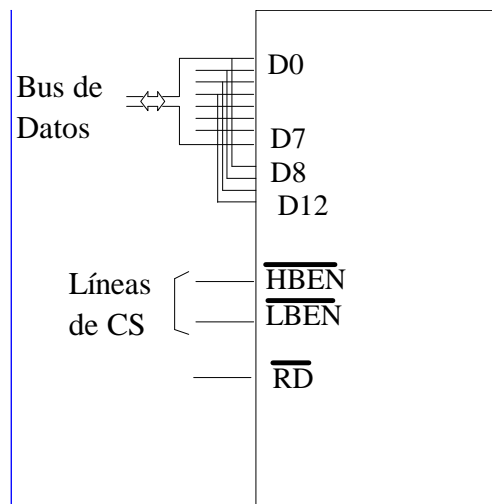 D0
Bus de
Datos
D7
D8
D12
Líneas
de CS
HBEN
LBEN
RD